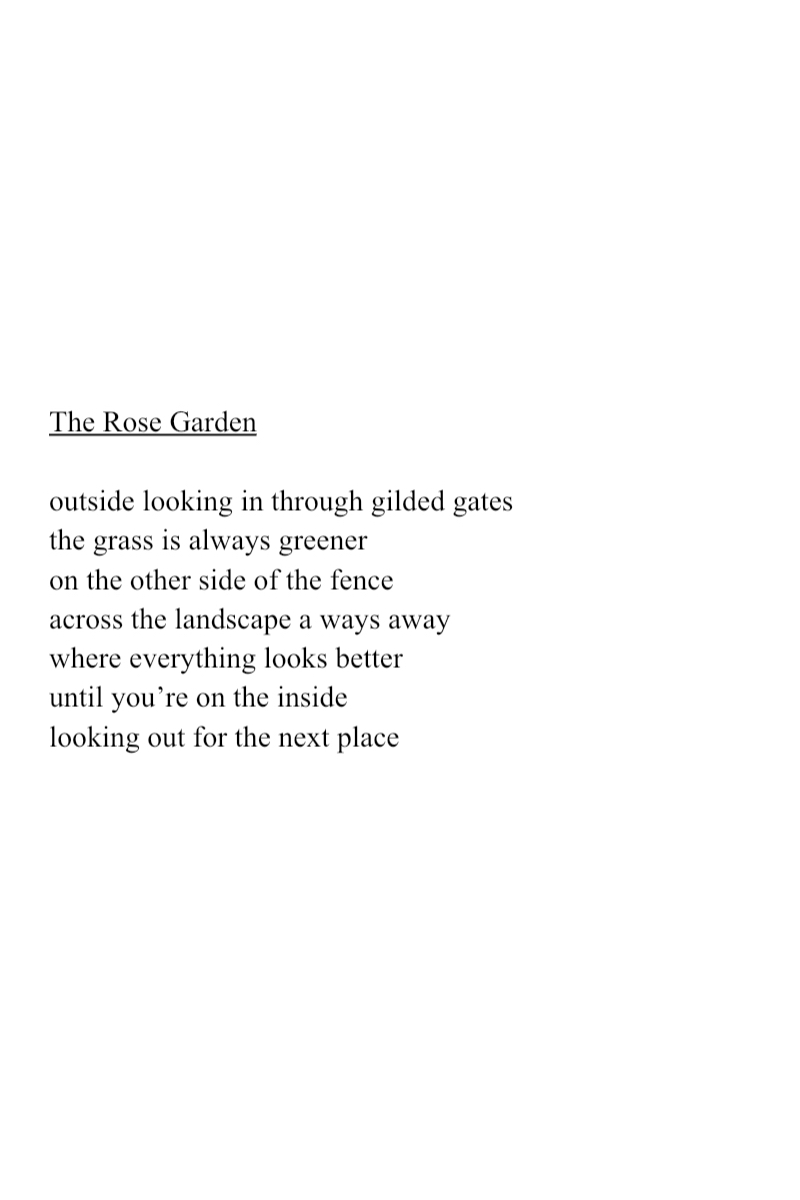 The Rose Garden
outside looking in through gilded gates
the grass is always greener
on the other side of the fence
across the landscape a ways away
where everything looks better
until you’re on the inside
looking out for the next place